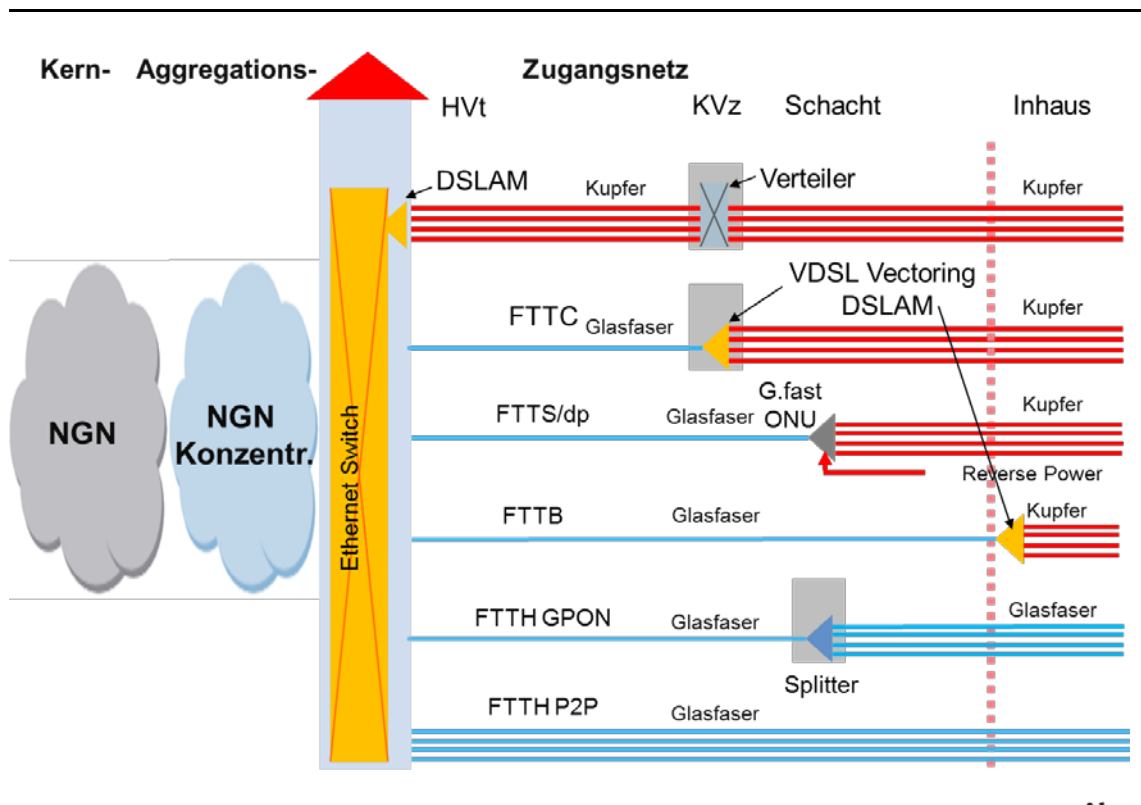 Kern- Aggregations- Zugangsnetz
HVt KVz Schacht Inhaus
DSLAM Kupfer Verteiler Kupfer
NGN
NGN
Konzentr.
Ethernet Switch
VDSL Vectoring
DSLAM
FTTC Glasfaser Kupfer
G.fast
ONU
FTTS/dp Glasfaser Kupfer
Reverse Power
FTTB Glasfaser Kupfer
FTTH GPON Glasfaser Glasfaser
Splitter
FTTH P2P Glasfaser